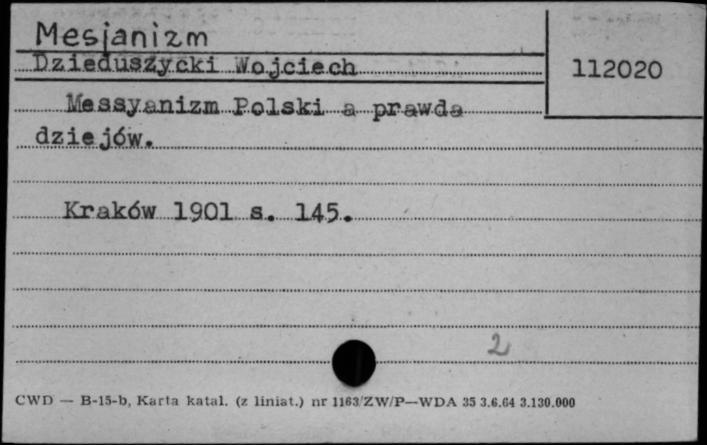 Mesjanizm
Dzieduszycki Wojciech
112020
Messyanizm Polski a prawda
dziejów.
Kraków 1901 s. 145.
2
CWD — B-15-b, Karta katal. (z liniat.) nr 1163/ZW/P—WDA 35 3.6.64 3.130.000